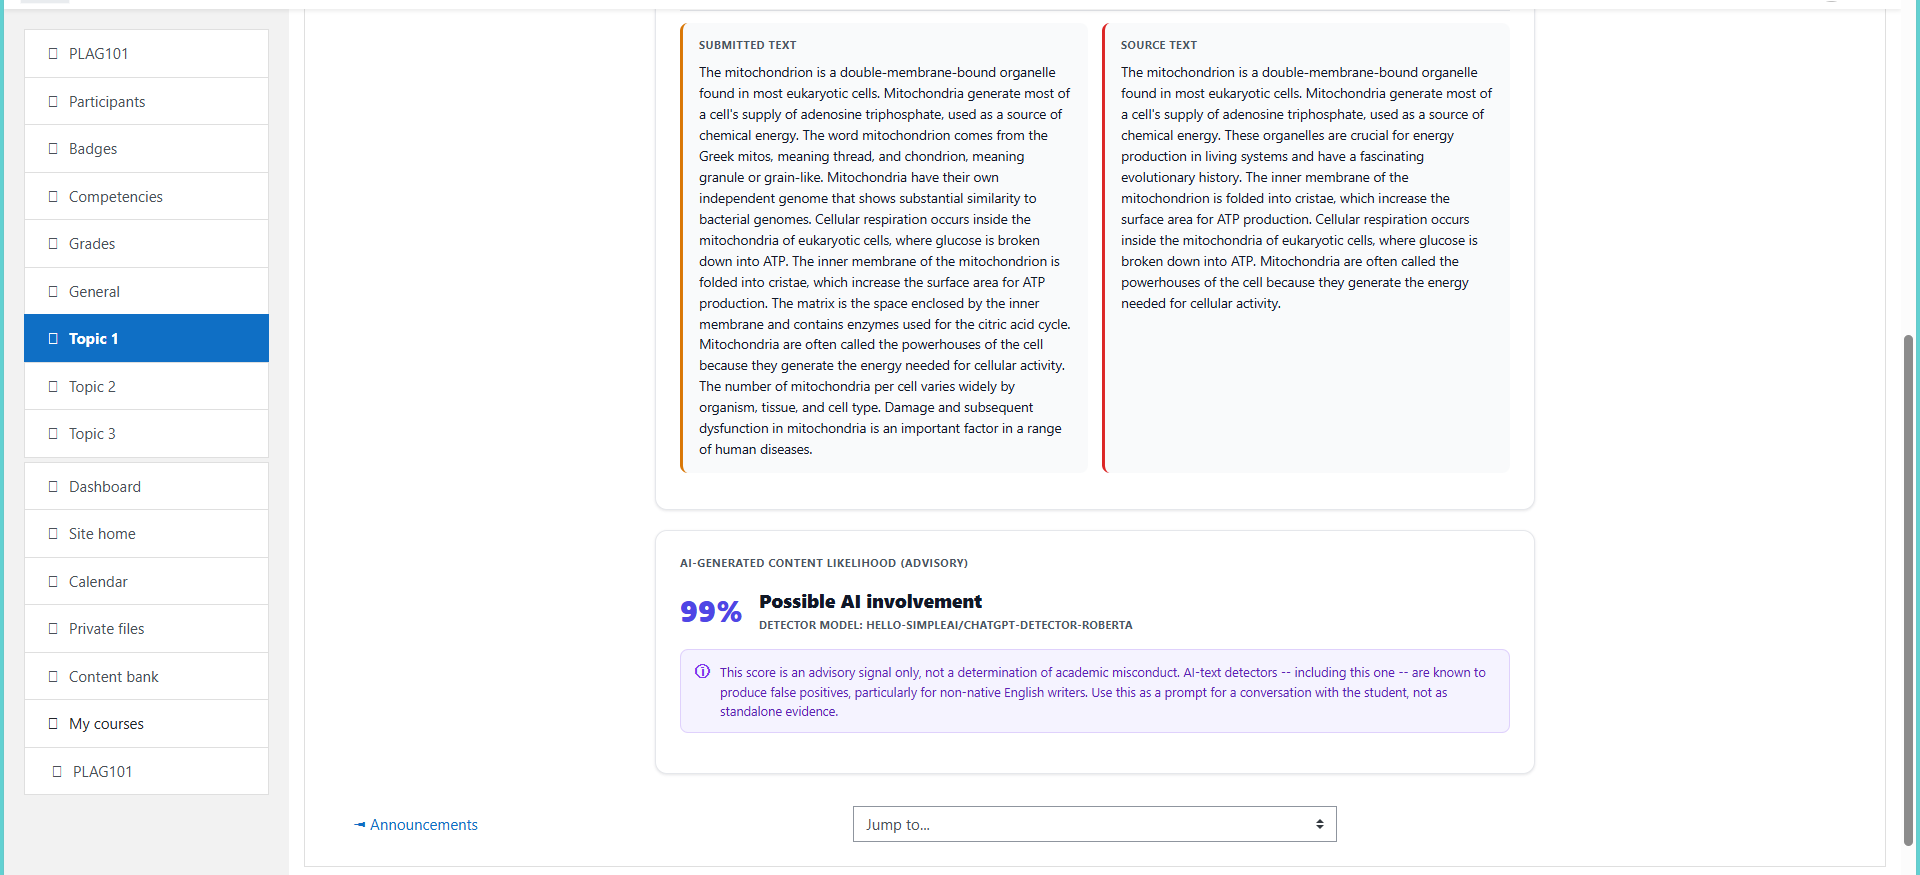 PLAG101
Participants
Badges
Competencies
Grades
General
Topic 1
Topic 2
Topic 3
Dashboard
Site home
Calendar
Private files
Content bank
My courses
PLAG101
SUBMITTED TEXT
The mitochondrion is a double-membrane-bound organelle
found in most eukaryotic cells. Mitochondria generate most of
a cell's supply of adenosine triphosphate, used as a source of
chemical energy. The word mitochondrion comes from the
Greek mitos, meaning thread, and chondrion, meaning
granule or grain-like. Mitochondria have their own
independent genome that shows substantial similarity to
bacterial genomes. Cellular respiration occurs inside the
mitochondria of eukaryotic cells, where glucose is broken
down into ATP. The inner membrane of the mitochondrion is
folded into cristae, which increase the surface area for ATP
production. The matrix is the space enclosed by the inner
membrane and contains enzymes used for the citric acid cycle.
Mitochondria are often called the powerhouses of the cell
because they generate the energy needed for cellular activity.
The number of mitochondria per cell varies widely by
organism, tissue, and cell type. Damage and subsequent
dysfunction in mitochondria is an important factor in a range
of human diseases.
SOURCE TEXT
The mitochondrion is a double-membrane-bound organelle
found in most eukaryotic cells. Mitochondria generate most of
a cell's supply of adenosine triphosphate, used as a source of
chemical energy. These organelles are crucial for energy
production in living systems and have a fascinating
evolutionary history. The inner membrane of the
mitochondrion is folded into cristae, which increase the
surface area for ATP production. Cellular respiration occurs
inside the mitochondria of eukaryotic cells, where glucose is
broken down into ATP. Mitochondria are often called the
powerhouses of the cell because they generate the energy
needed for cellular activity.
AI-GENERATED CONTENT LIKELIHOOD (ADVISORY)
99%
Possible AI involvement
DETECTOR MODEL: HELLO-SIMPLEAI/CHATGPT-DETECTOR-ROBERTA
This score is an advisory signal only, not a determination of academic misconduct. AI-text detectors -- including this one -- are known to
produce false positives, particularly for non-native English writers. Use this as a prompt for a conversation with the student, not as
standalone evidence.
Announcements
Jump to...